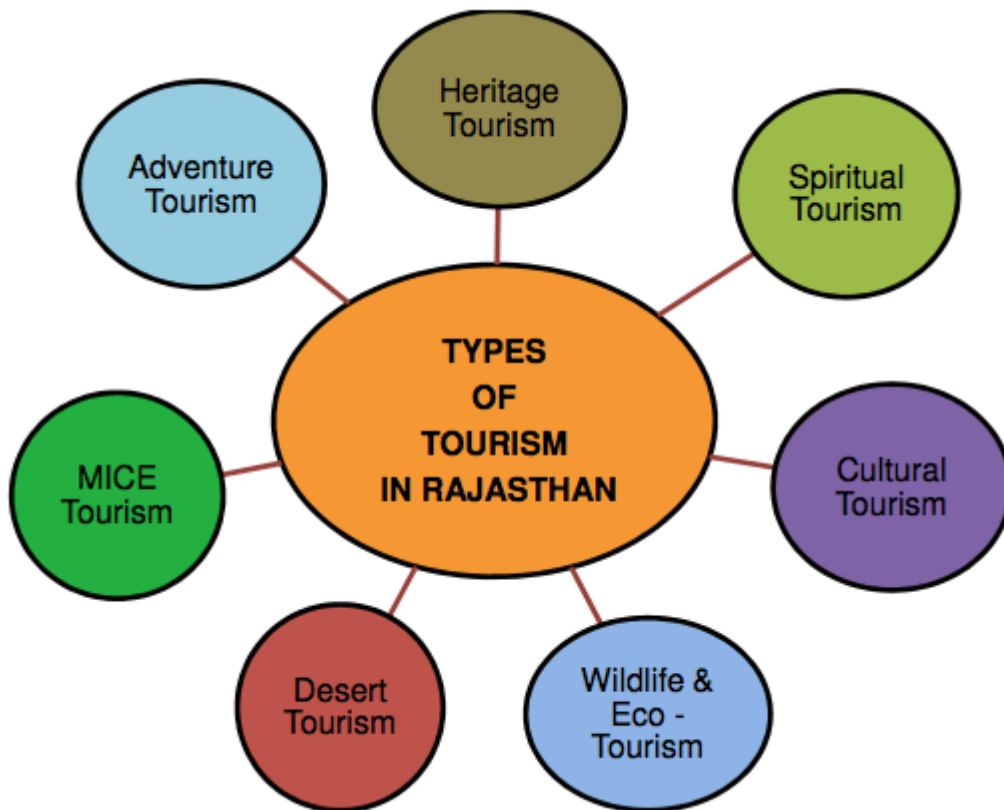 Heritage
Tourism
Adventure
Tourism
Spiritual
Tourism
TYPES
OF
TOURISM
IN RAJASTHAN
MICE
Tourism
Cultural
Tourism
Desert
Tourism
Wildlife &
Eco -
Tourism